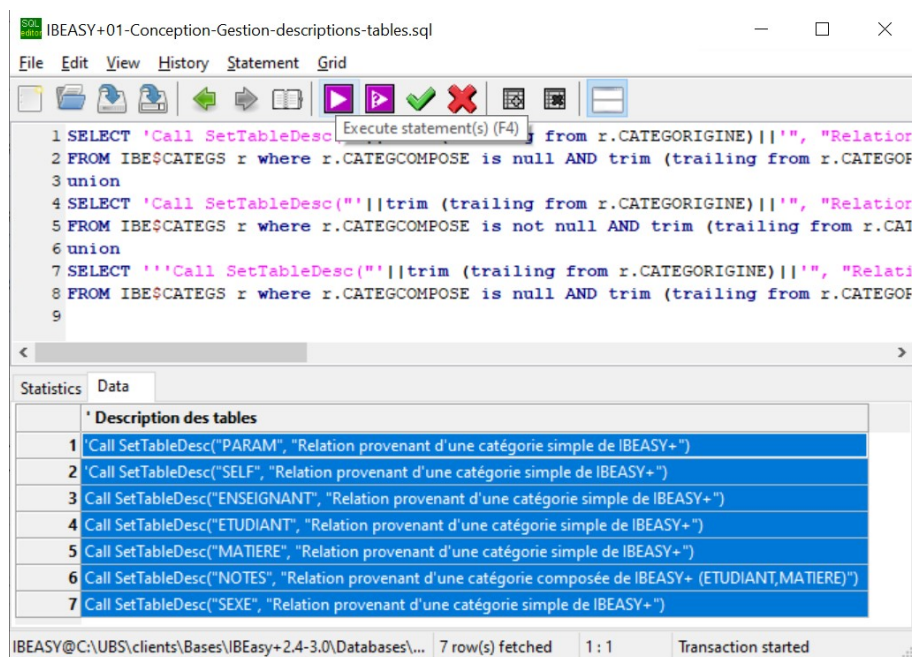 SQL editor IBEASY+01-Conception-Gestion-descriptions-tables.sql
File Edit View History Statement Grid
Execute statement(s) (F4)
1 SELECT 'Call SetTableDesc from r.CATEGORIGINE)||'", "Relation
2 FROM IBE$CATEGS r where r.CATEGCOMPOSE is null AND trim (trailing from r.CATEGOR
3 union
4 SELECT 'Call SetTableDesc("'||trim (trailing from r.CATEGORIGINE)||'", "Relation
5 FROM IBE$CATEGS r where r.CATEGCOMPOSE is not null AND trim (trailing from r.CAT
6 union
7 SELECT '''Call SetTableDesc("'||trim (trailing from r.CATEGORIGINE)||'", "Relati
8 FROM IBE$CATEGS r where r.CATEGCOMPOSE is null AND trim (trailing from r.CATEGOR
9
Statistics Data
' Description des tables
1 'Call SetTableDesc("PARAM", "Relation provenant d'une catégorie simple de IBEASY+")
2 'Call SetTableDesc("SELF", "Relation provenant d'une catégorie simple de IBEASY+")
3 Call SetTableDesc("ENSEIGNANT", "Relation provenant d'une catégorie simple de IBEASY+")
4 Call SetTableDesc("ETUDIANT", "Relation provenant d'une catégorie simple de IBEASY+")
5 Call SetTableDesc("MATIERE", "Relation provenant d'une catégorie simple de IBEASY+")
6 Call SetTableDesc("NOTES", "Relation provenant d'une catégorie composée de IBEASY+ (ETUDIANT,MATIERE)")
7 Call SetTableDesc("SEXE", "Relation provenant d'une catégorie simple de IBEASY+")
IBEASY@C:\UBS\clients\Bases\IBEasy+2.4-3.0\Databases\... 7 row(s) fetched 1 : 1 Transaction started